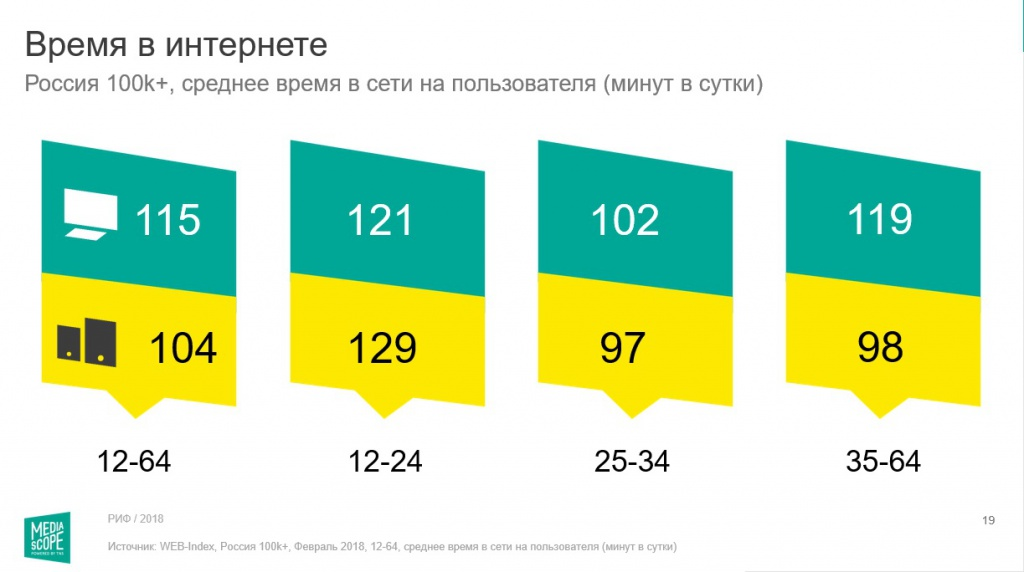 Время в интернете
Россия 100k+, среднее время в сети на пользователя (минут в сутки)
115
121
102
119
104
129
97
98
12-64
12-24
25-34
35-64
РИФ / 2018
19
MEDIA
SCOPE
Источник: WEB-Index, Россия 100k+, Февраль 2018, 12-64, среднее время в сети на пользователя (минут в сутки)